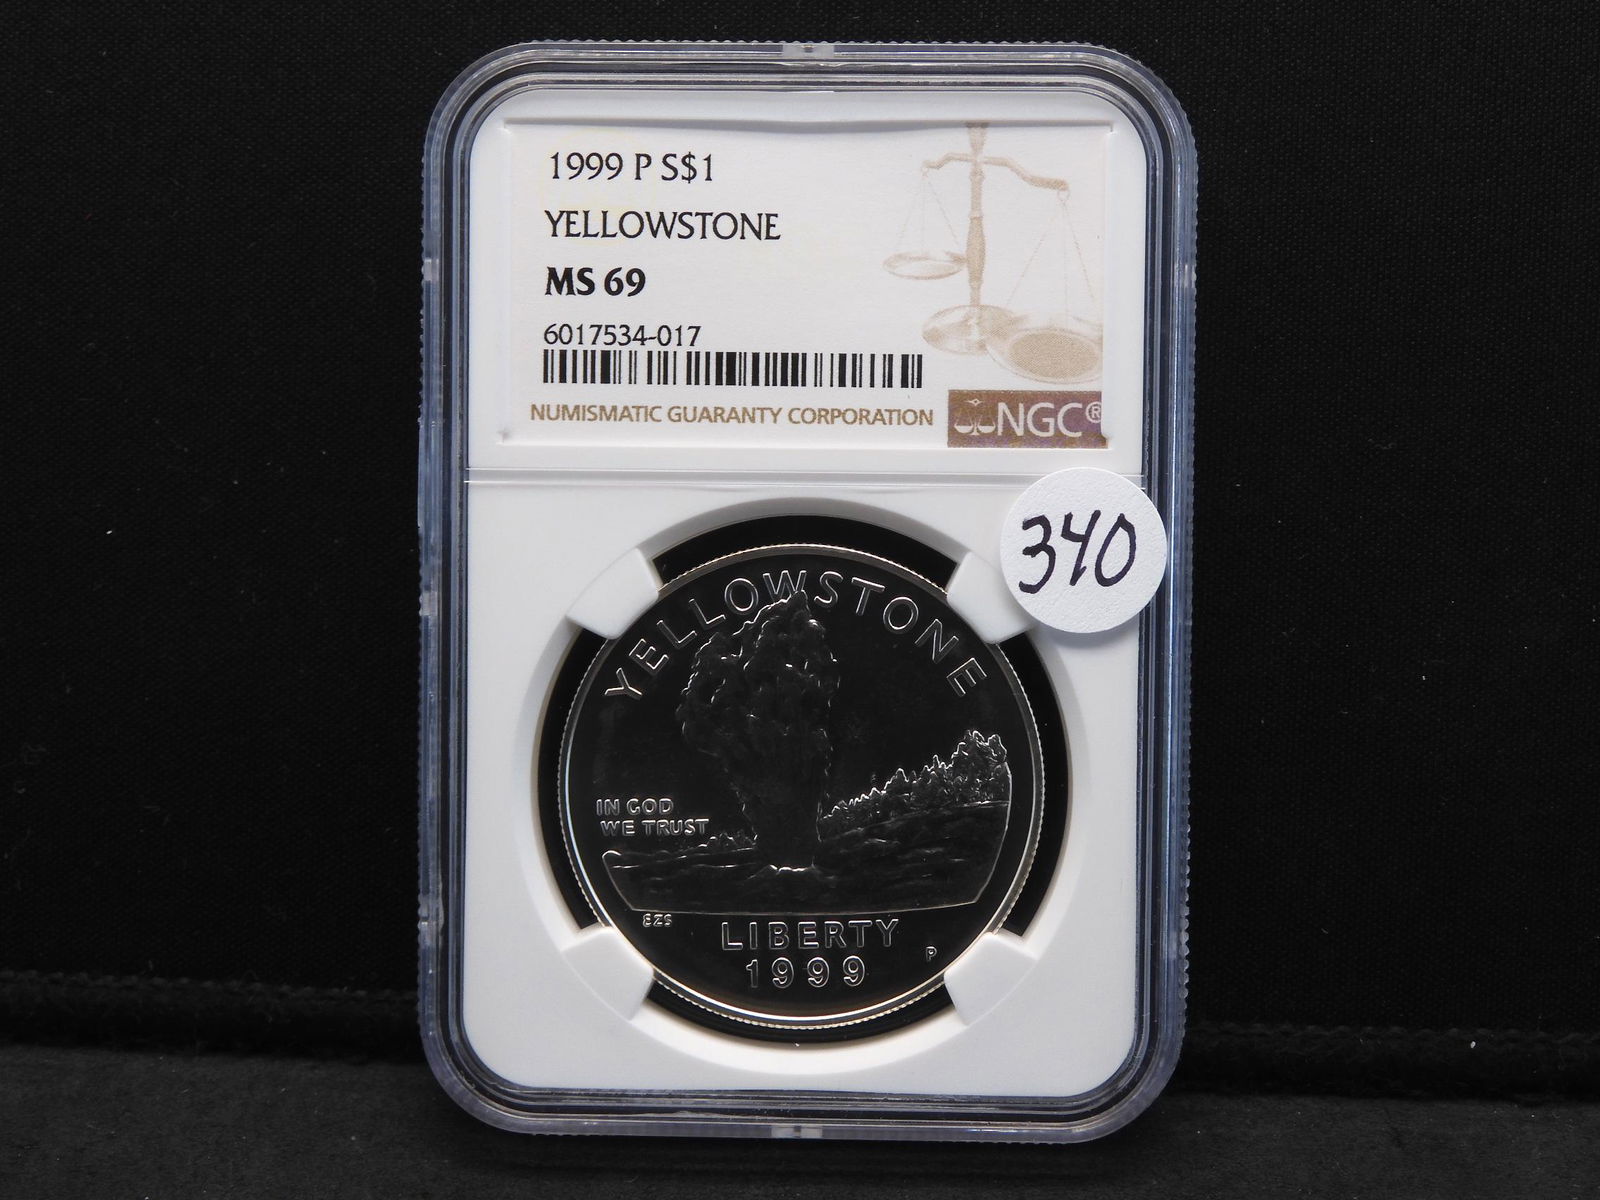 1999 P S$1
YELLOWSTONE
MS 69
6017534-017
NUMISMATIC GUARANTY CORPORATION
NGC®
340
YELLOWSTONE
IN GOD
WE TRUST
EZS
LIBERTY
P
1999